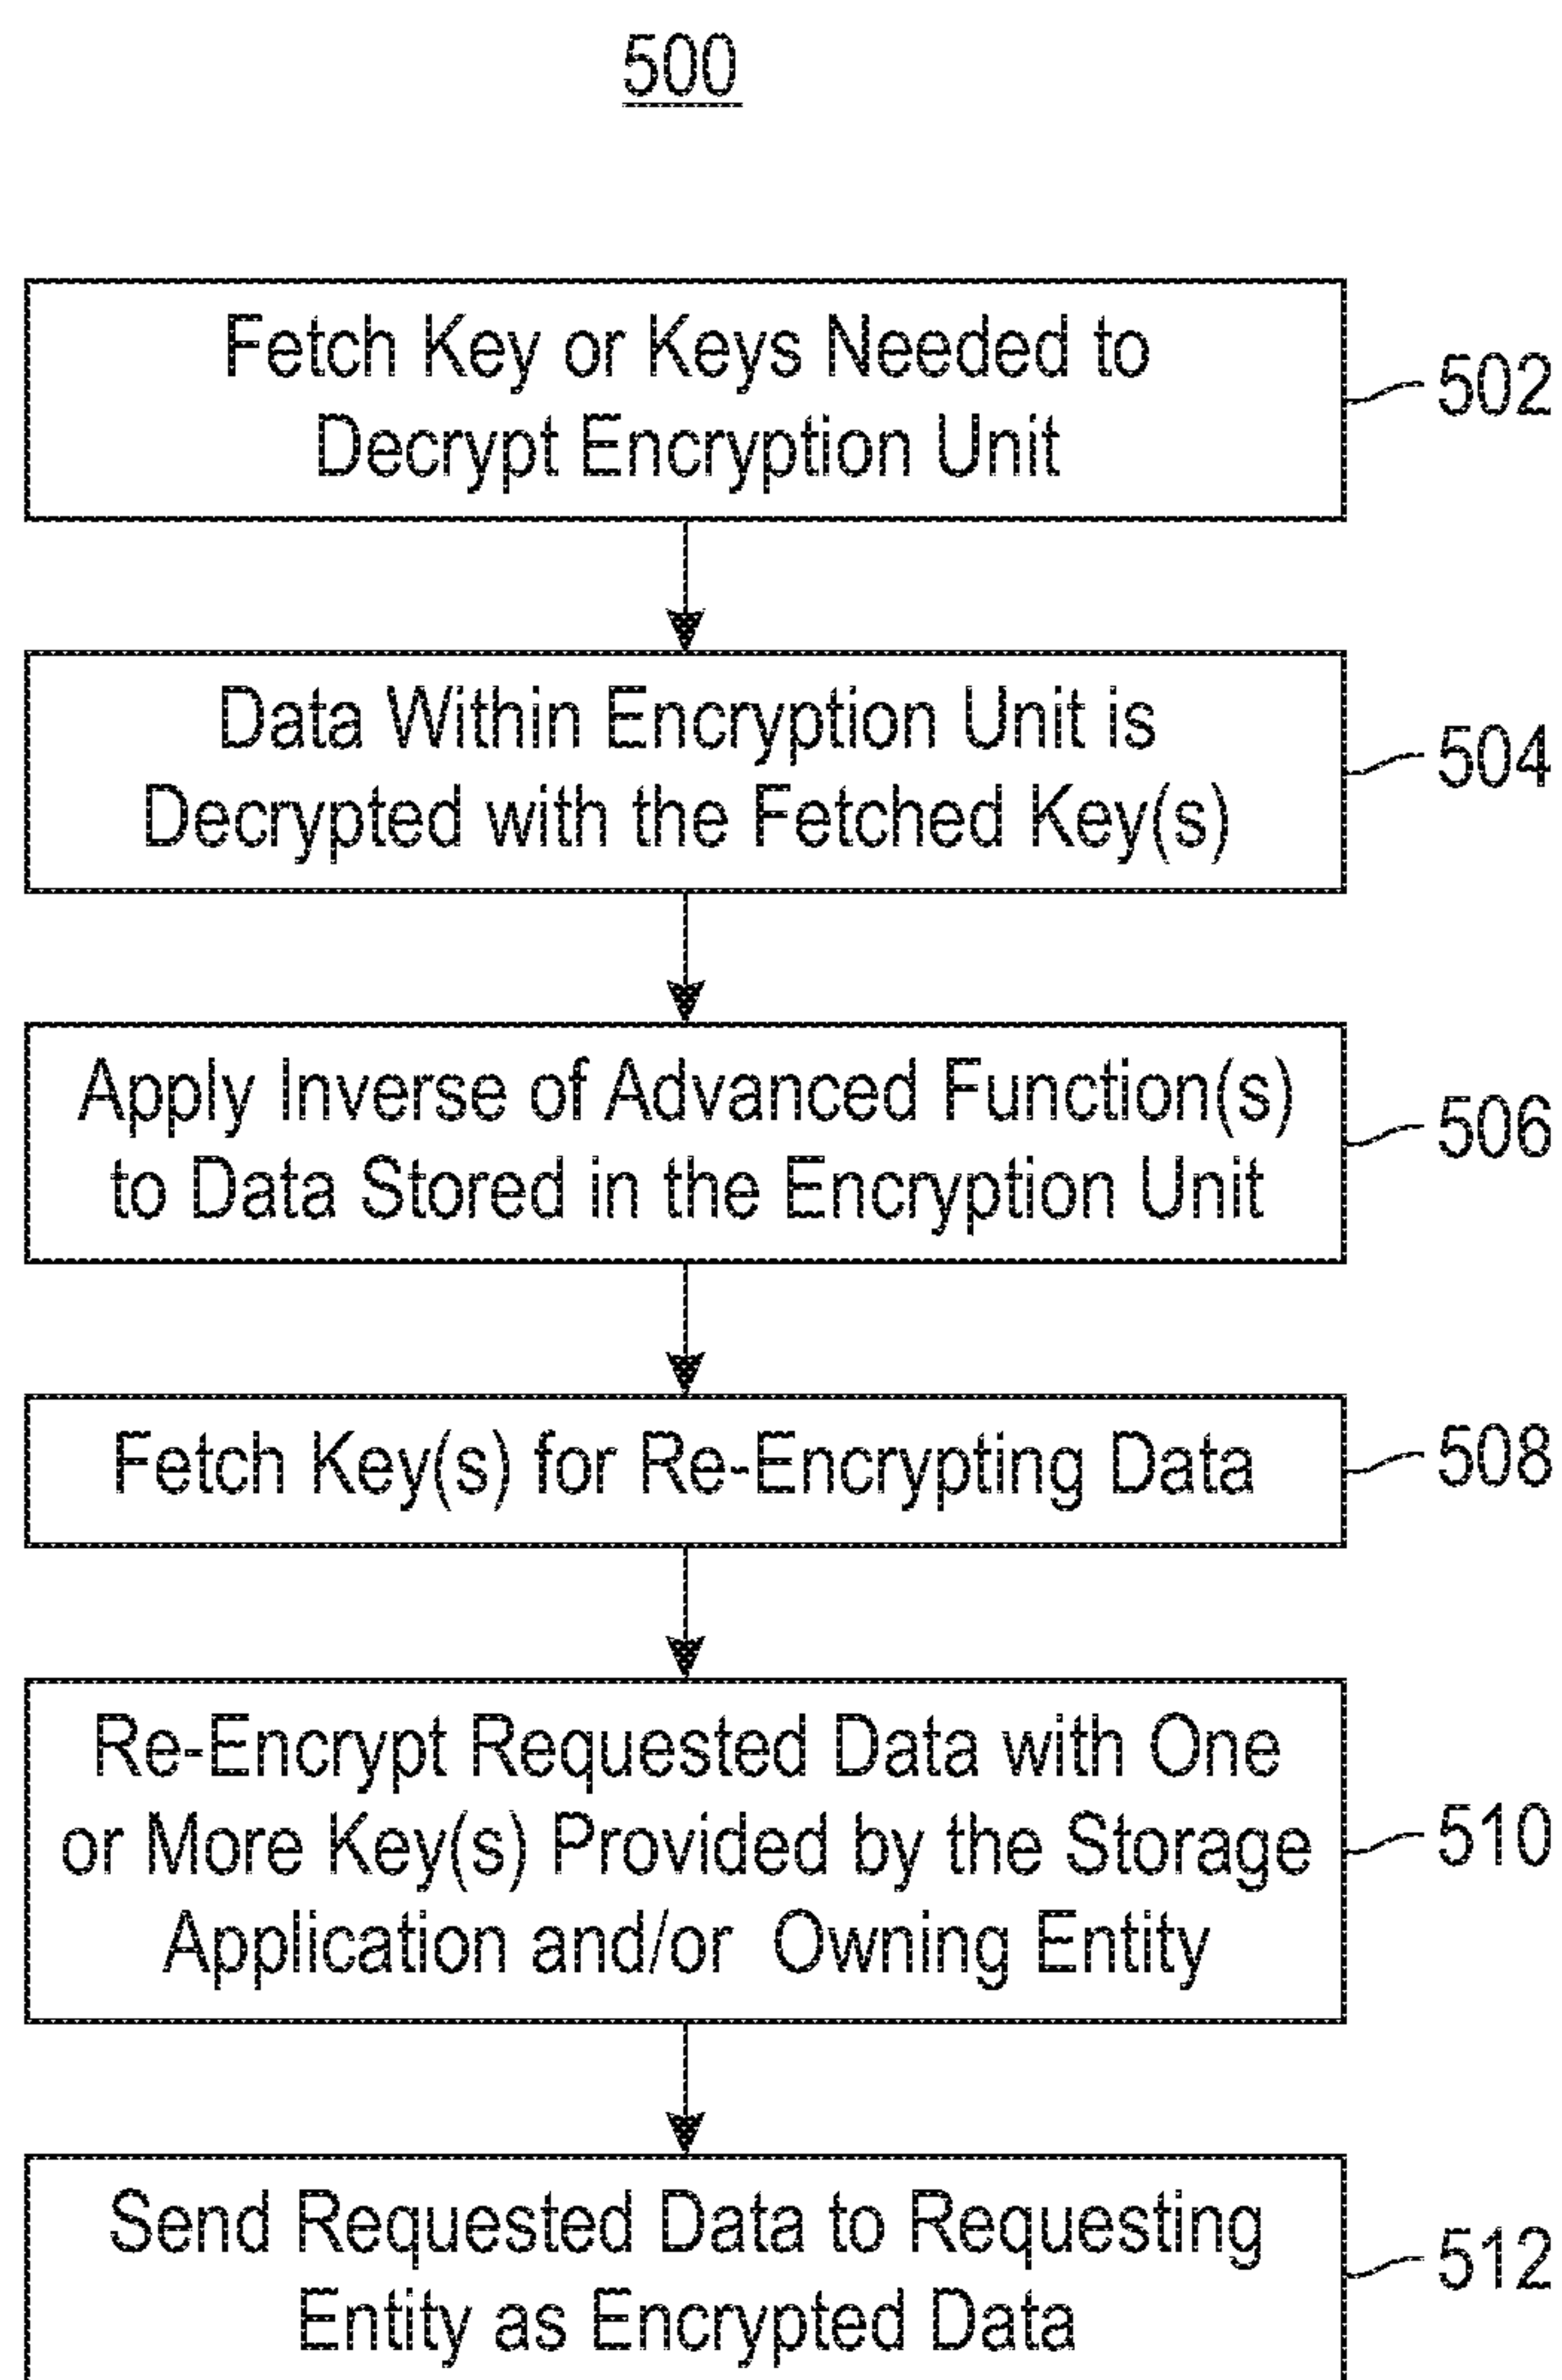 500
Fetch Key or Keys Needed to
Decrypt Encryption Unit
502
Data Within Encryption Unit is
Decrypted with the Fetched Key(s)
504
Apply Inverse of Advanced Function(s)
to Data Stored in the Encryption Unit
506
Fetch Key(s) for Re-Encrypting Data
508
Re-Encrypt Requested Data with One
or More Key(s) Provided by the Storage
Application and/or Owning Entity
510
Send Requested Data to Requesting
Entity as Encrypted Data
512